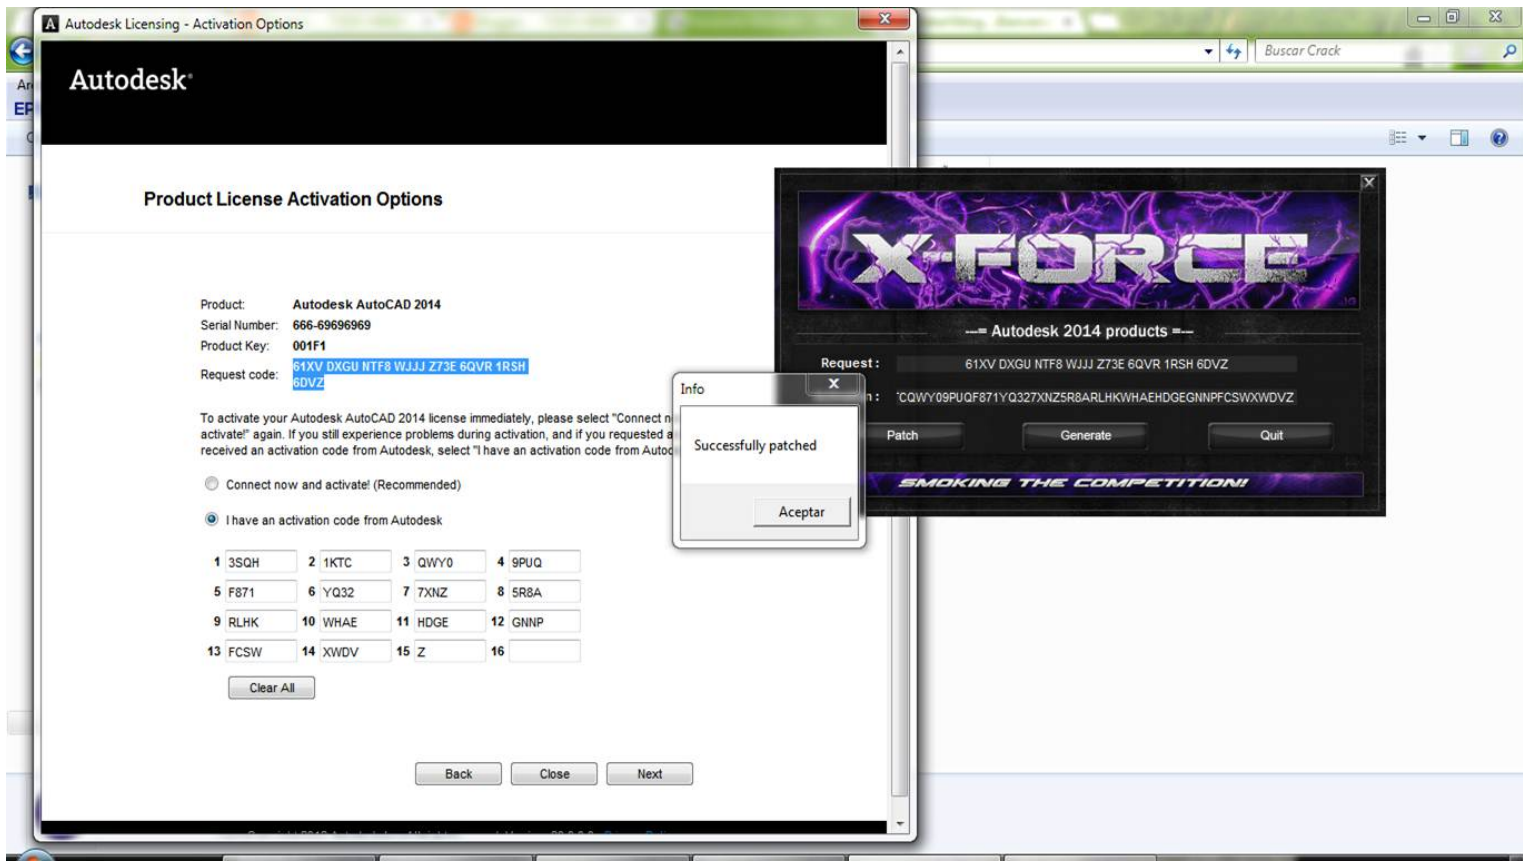 Autodesk Licensing - Activation Options
Buscar Crack
Autodesk
Product License Activation Options
Product: Autodesk AutoCAD 2014
Serial Number: 666-69696969
Product Key: 001F1
Request code: 61XV DXGU NTF8 WJJJ Z73E 6QVR 1RSH
6DVZ
To activate your Autodesk AutoCAD 2014 license immediately, please select "Connect
activate!" again. If you still experience problems during activation, and if you requested
received an activation code from Autodesk, select "I have an activation code from
Connect now and activate! (Recommended)
I have an activation code from Autodesk
1 3SQH 2 1KTC 3 QWY0 4 9PUQ
5 F871 6 YQ32 7 7XNZ 8 5R8A
9 RLHK 10 WHAE 11 HDGE 12 GNNP
13 FCSW 14 XWDV 15 Z 16
Clear All
Back Close Next
Info
Successfully patched
Aceptar
X-FORCE
---= Autodesk 2014 products =---
Request : 61XV DXGU NTF8 WJJJ Z73E 6QVR 1RSH 6DVZ
CQWY09PUQF871YQ327XNZ5R8ARLHKWHAEHDGEGNNPFCSWXWDVZ
Patch Generate Quit
SMOKING THE COMPETITION!